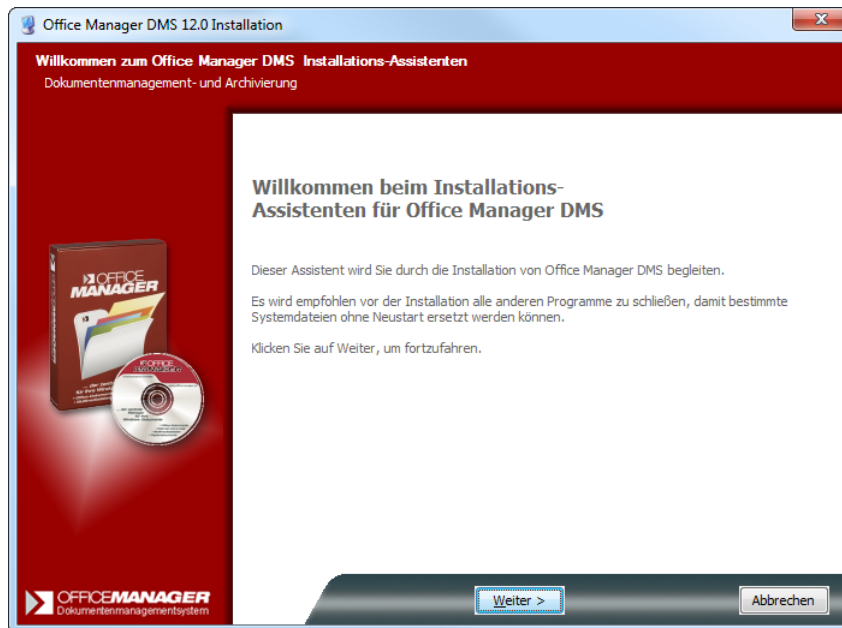 Office Manager DMS 12.0 Installation
Willkommen zum Office Manager DMS Installations-Assistenten
Dokumentenmanagement- und Archivierung
Willkommen beim Installations-
Assistenten für Office Manager DMS
Dieser Assistent wird Sie durch die Installation von Office Manager DMS begleiten.
Es wird empfohlen vor der Installation alle anderen Programme zu schließen, damit bestimmte
Systemdateien ohne Neustart ersetzt werden können.
Klicken Sie auf Weiter, um fortzufahren.
OFFICE
MANAGER
OFFICE
MANAGER
OFFICEMANAGER
Dokumentenmanagementsystem
Weiter >
Abbrechen